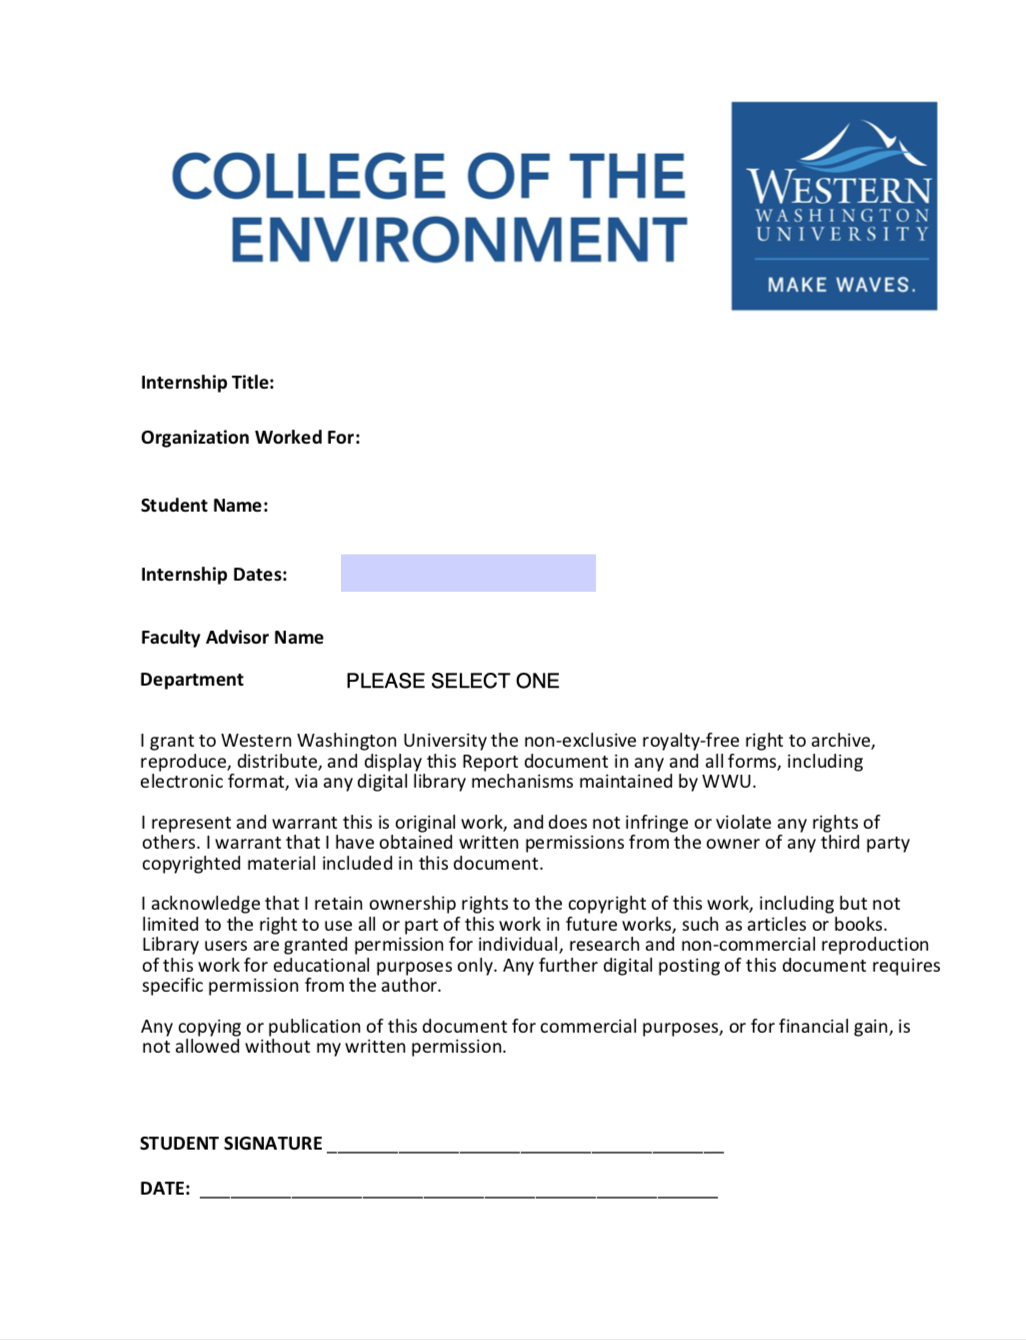 COLLEGE OF THE
ENVIRONMENT
WESTERN
WASHINGTON
UNIVERSITY
MAKE WAVES.
Internship Title:
Organization Worked For:
Student Name:
Internship Dates:
Faculty Advisor Name
Department PLEASE SELECT ONE
I grant to Western Washington University the non-exclusive royalty-free right to archive,
reproduce, distribute, and display this Report document in any and all forms, including
electronic format, via any digital library mechanisms maintained by WWU.
I represent and warrant this is original work, and does not infringe or violate any rights of
others. I warrant that I have obtained written permissions from the owner of any third party
copyrighted material included in this document.
I acknowledge that I retain ownership rights to the copyright of this work, including but not
limited to the right to use all or part of this work in future works, such as articles or books.
Library users are granted permission for individual, research and non-commercial reproduction
of this work for educational purposes only. Any further digital posting of this document requires
specific permission from the author.
Any copying or publication of this document for commercial purposes, or for financial gain, is
not allowed without my written permission.
STUDENT SIGNATURE ________________________________________
DATE: ____________________________________________________